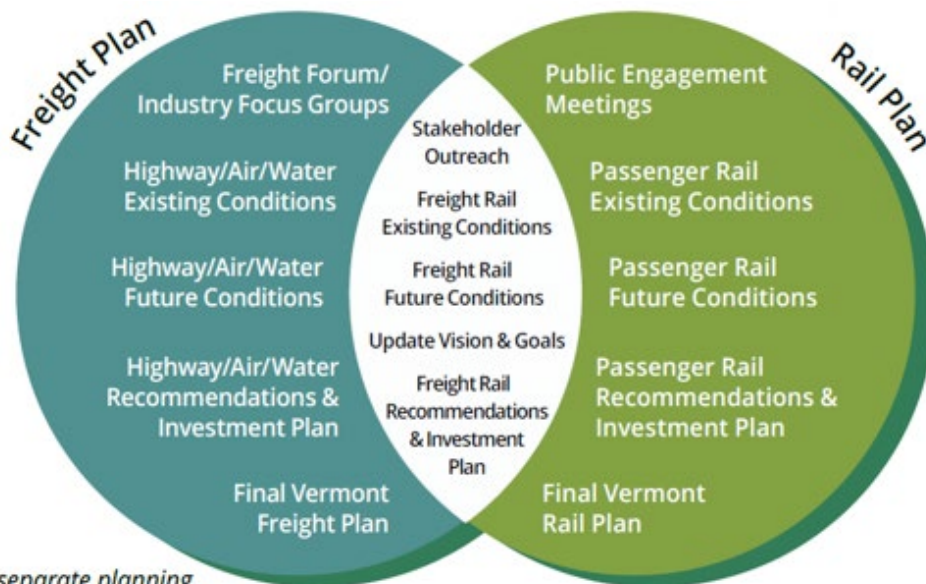 Freight Plan
Freight Forum/
Industry Focus Groups
Highway/Air/Water
Existing Conditions
Highway/Air/Water
Future Conditions
Highway/Air/Water
Recommendations &
Investment Plan
Final Vermont
Freight Plan
Stakeholder
Outreach
Freight Rail
Existing Conditions
Freight Rail
Future Conditions
Update Vision & Goals
Freight Rail
Recommendations
& Investment
Plan
Rail Plan
Public Engagement
Meetings
Passenger Rail
Existing Conditions
Passenger Rail
Future Conditions
Passenger Rail
Recommendations &
Investment Plan
Final Vermont
Rail Plan
separate planning